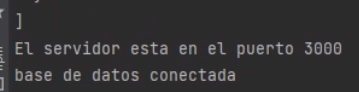 ]
El servidor esta en el puerto 3000
base de datos conectada